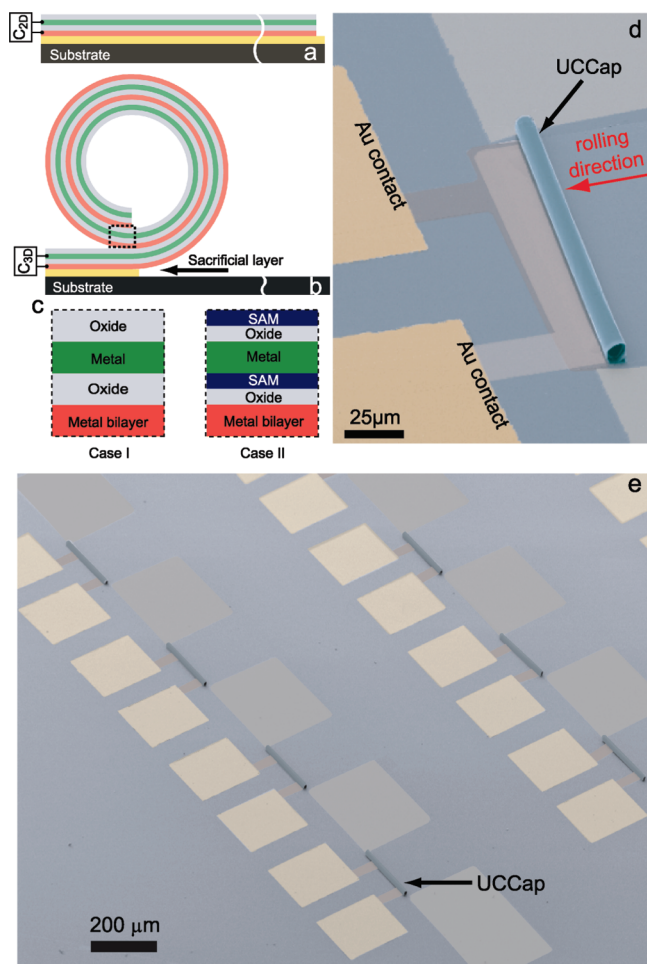 C2D
Substrate
a
C3D
Sacrificial layer
Substrate
b
c
Oxide
Metal
Oxide
Metal bilayer
Case I
SAM
Oxide
Metal
SAM
Oxide
Metal bilayer
Case II
d
UCCap
Au contact
rolling
direction
Au contact
25µm
e
UCCap
200 µm